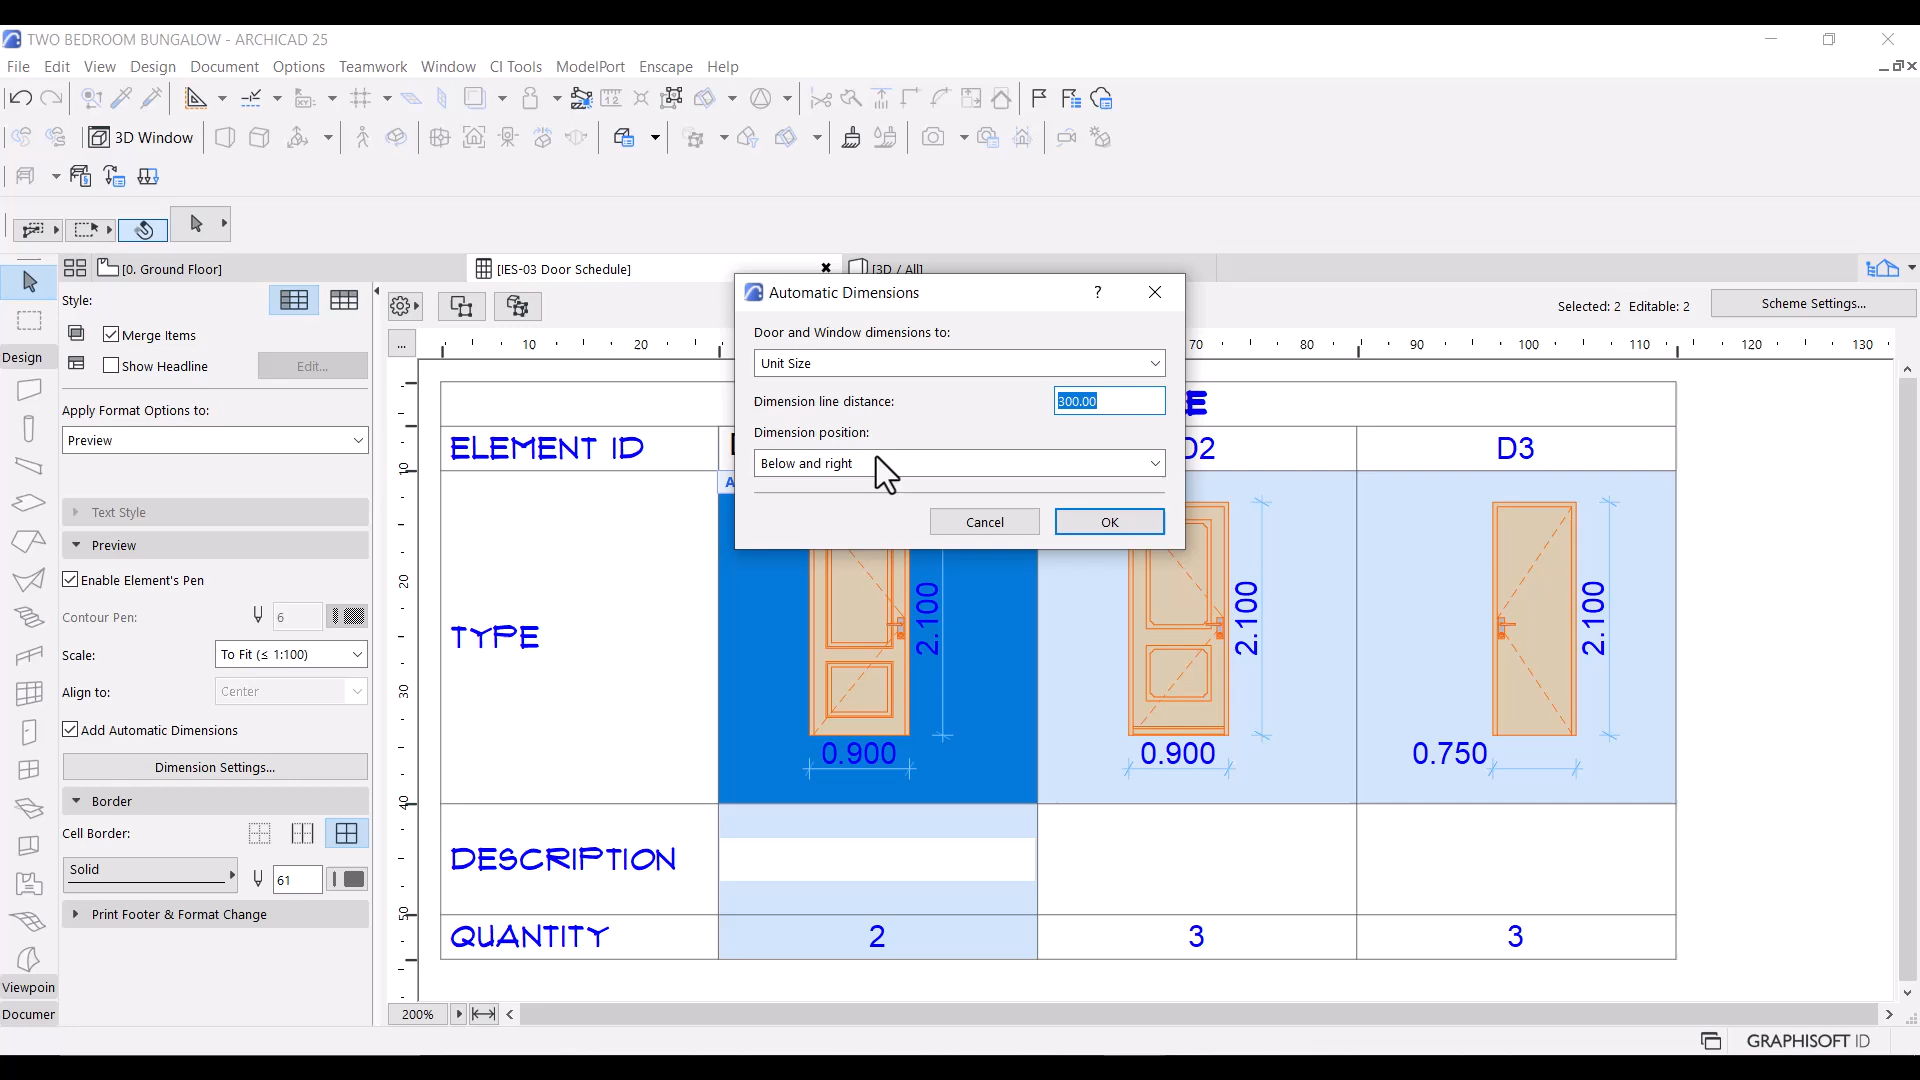 TWO BEDROOM BUNGALOW - ARCHICAD 25
File Edit View Design Document Options Teamwork Window CI Tools ModelPort Enscape Help
3D Window
[0. Ground Floor]
[IES-03 Door Schedule]
[3D / All]
Style:
Merge Items
Show Headline
Edit...
Apply Format Options to:
Preview
Text Style
Preview
Enable Element's Pen
Contour Pen:
6
Scale:
To Fit (≤ 1:100)
Align to:
Center
Add Automatic Dimensions
Dimension Settings...
Border
Cell Border:
Solid
61
Print Footer & Format Change
Design
Viewpoin
Documen
Selected: 2 Editable: 2
Scheme Settings...
...
10 20 70 80 90 100 110 120 130
10
20
30
40
50
Automatic Dimensions
?
Door and Window dimensions to:
Unit Size
Dimension line distance:
300.00
Dimension position:
Below and right
Cancel
OK
E
ELEMENT ID
D2
D3
TYPE
2.100
0.900
2.100
0.900
2.100
0.750
DESCRIPTION
QUANTITY
2
3
3
200%
GRAPHISOFT ID